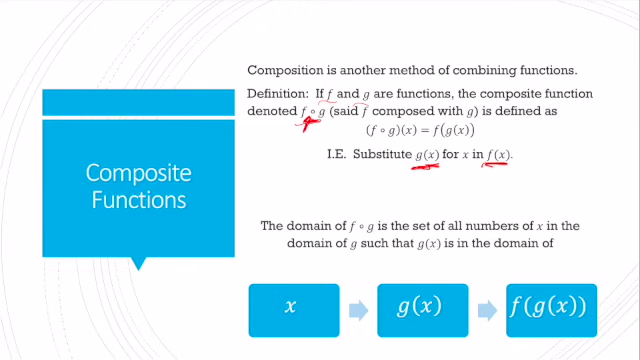 Composite
Functions
Composition is another method of combining functions.
Definition: If f and g are functions, the composite function
denoted f ∘ g (said f composed with g) is defined as
(f ∘ g)(x) = f(g(x))
I.E. Substitute g(x) for x in f(x).
The domain of f ∘ g is the set of all numbers of x in the
domain of g such that g(x) is in the domain of
x
g(x)
f(g(x))